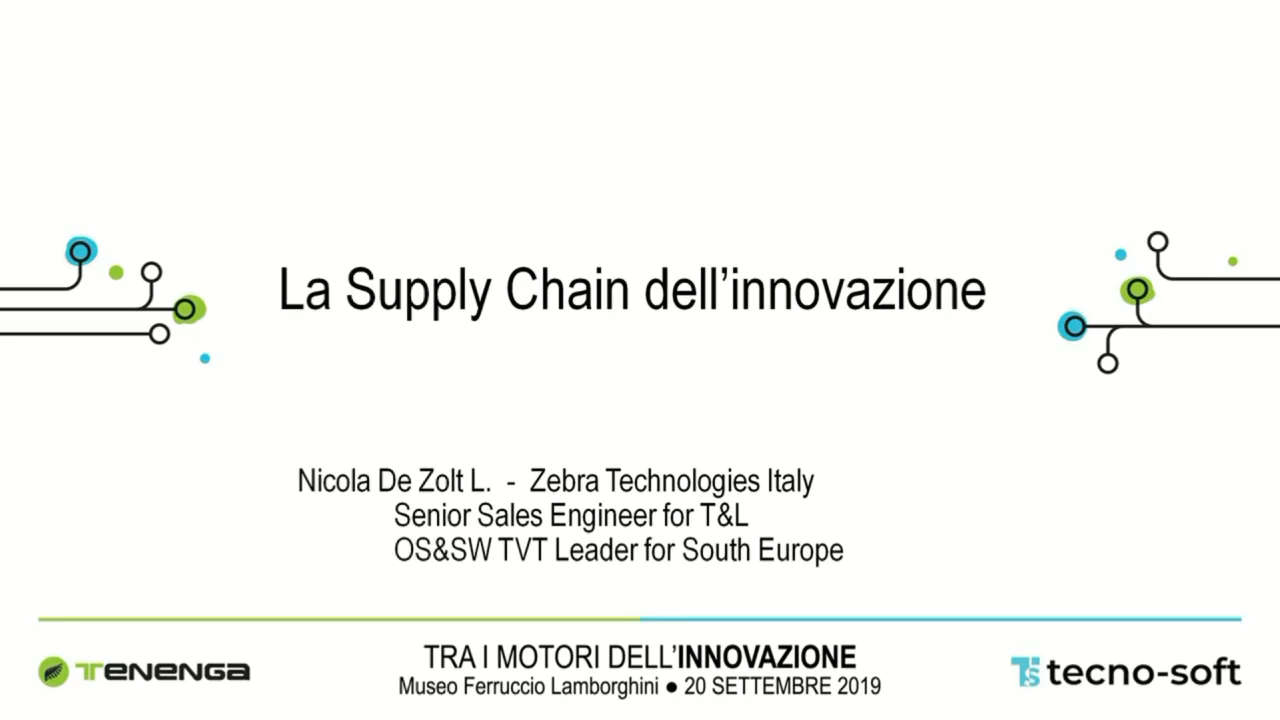 La Supply Chain dell’innovazione
Nicola De Zolt L. - Zebra Technologies Italy
Senior Sales Engineer for T&L
OS&SW TVT Leader for South Europe
TENENGA
TRA I MOTORI DELL’INNOVAZIONE
Museo Ferruccio Lamborghini ● 20 SETTEMBRE 2019
Ts tecno-soft